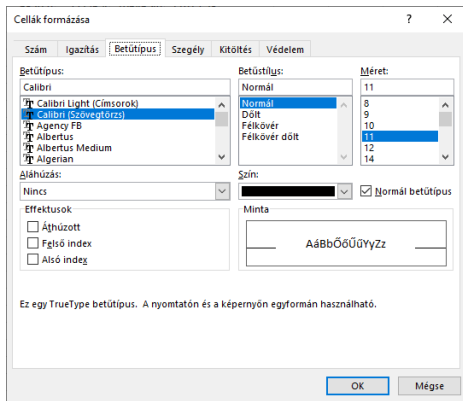 Cellák formázása ? ×
Szám Igazítás Betűtípus Szegély Kitöltés Védelem
Betűtípus: Betűstílus: Méret:
Calibri Normál 11
Calibri Light (Címsorok) Normál 8
Calibri (Szövegtörzs) Dőlt 9
Agency FB Félkövér 10
Albertus Félkövér dőlt 11
Albertus Medium 12
Algerian 14
Aláhúzás: Szín:
Nincs Normál betűtípus
Effektusok Minta
Áthúzott
Felső index
Alsó index
AáBbŐőŰűYyZz
Ez egy TrueType betűtípus. A nyomtatón és a képernyőn egyformán használható.
OK Mégse